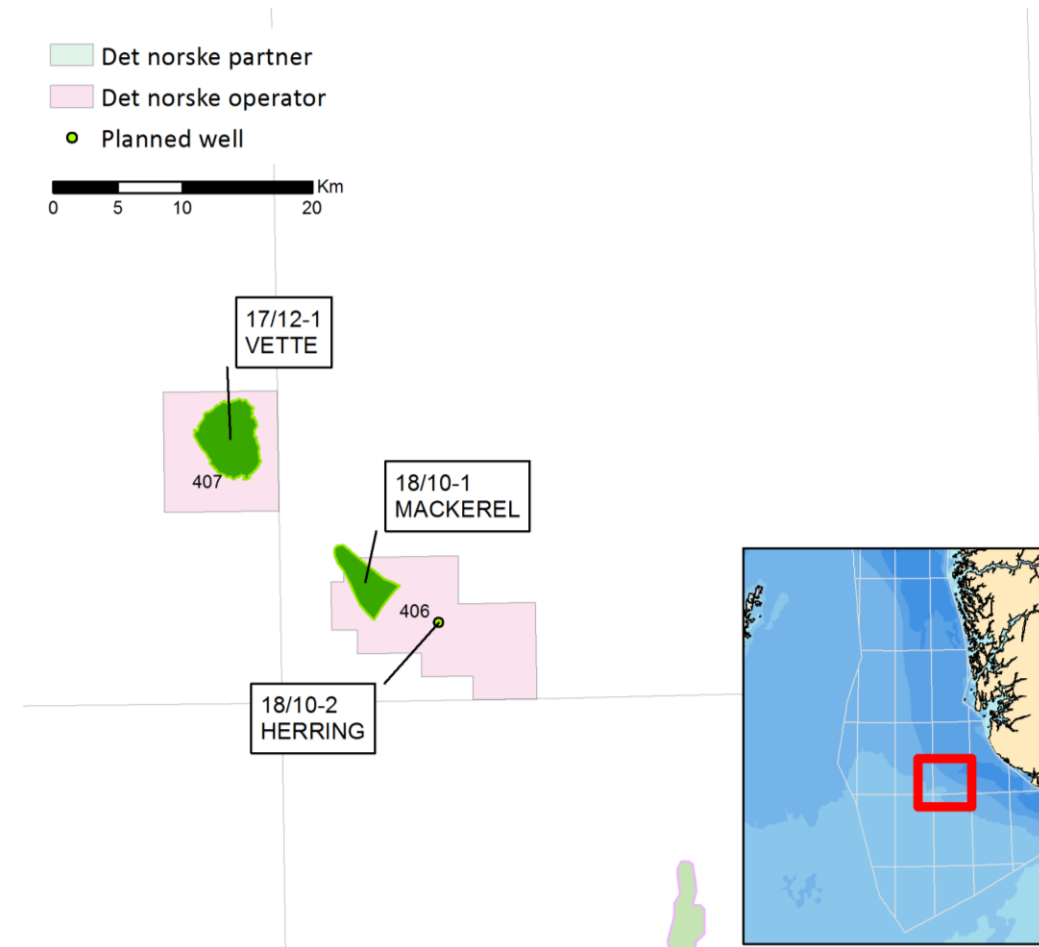 Det norske partner
Det norske operator
Planned well
Km
0 5 10 20
17/12-1
VETTE
407
18/10-1
MACKEREL
406
18/10-2
HERRING